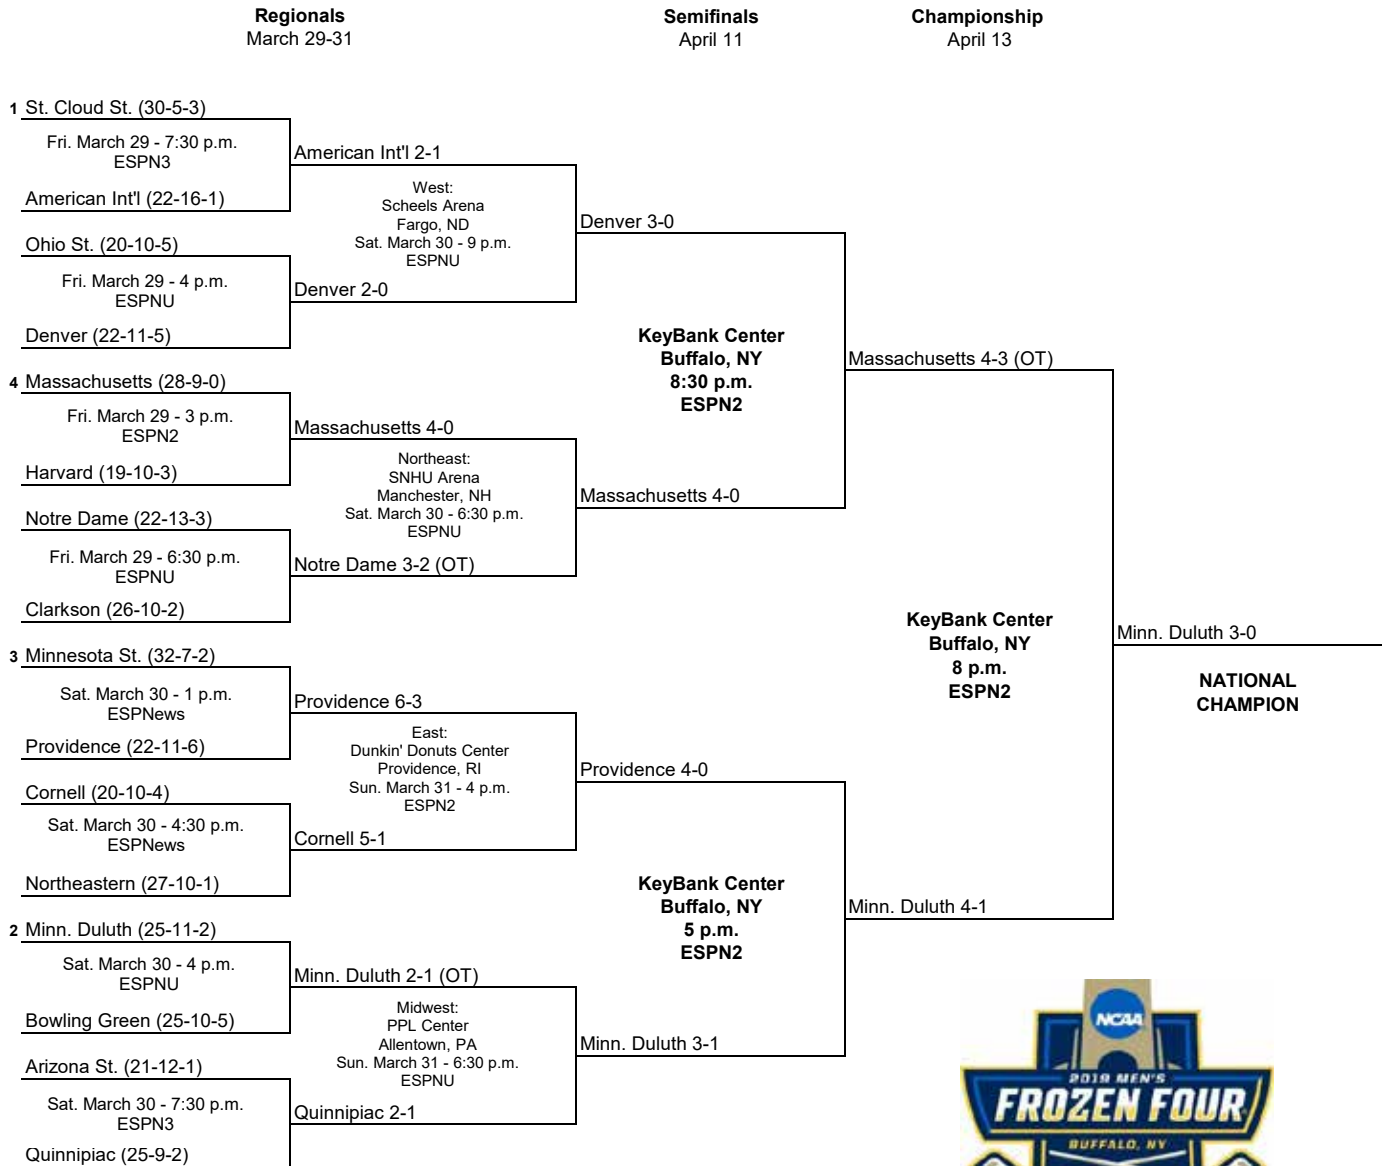 Regionals
March 29-31
Semifinals
April 11
Championship
April 13
1 St. Cloud St. (30-5-3)
Fri. March 29 - 7:30 p.m.
ESPN3
American Int'l (22-16-1)
American Int'l 2-1
West:
Scheels Arena
Fargo, ND
Sat. March 30 - 9 p.m.
ESPNU
Ohio St. (20-10-5)
Fri. March 29 - 4 p.m.
ESPNU
Denver (22-11-5)
Denver 2-0
Denver 3-0
KeyBank Center
Buffalo, NY
8:30 p.m.
ESPN2
4 Massachusetts (28-9-0)
Fri. March 29 - 3 p.m.
ESPN2
Harvard (19-10-3)
Massachusetts 4-0
Northeast:
SNHU Arena
Manchester, NH
Sat. March 30 - 6:30 p.m.
ESPNU
Notre Dame (22-13-3)
Fri. March 29 - 6:30 p.m.
ESPNU
Clarkson (26-10-2)
Notre Dame 3-2 (OT)
Massachusetts 4-0
Massachusetts 4-3 (OT)
KeyBank Center
Buffalo, NY
8 p.m.
ESPN2
Minn. Duluth 3-0
NATIONAL
CHAMPION
3 Minnesota St. (32-7-2)
Sat. March 30 - 1 p.m.
ESPNews
Providence (22-11-6)
Providence 6-3
East:
Dunkin' Donuts Center
Providence, RI
Sun. March 31 - 4 p.m.
ESPN2
Cornell (20-10-4)
Sat. March 30 - 4:30 p.m.
ESPNews
Northeastern (27-10-1)
Cornell 5-1
Providence 4-0
KeyBank Center
Buffalo, NY
5 p.m.
ESPN2
Minn. Duluth 4-1
2 Minn. Duluth (25-11-2)
Sat. March 30 - 4 p.m.
ESPNU
Bowling Green (25-10-5)
Minn. Duluth 2-1 (OT)
Midwest:
PPL Center
Allentown, PA
Sun. March 31 - 6:30 p.m.
ESPNU
Arizona St. (21-12-1)
Sat. March 30 - 7:30 p.m.
ESPN3
Quinnipiac (25-9-2)
Quinnipiac 2-1
Minn. Duluth 3-1
NCAA
2019 MEN'S
FROZEN FOUR
BUFFALO, NY